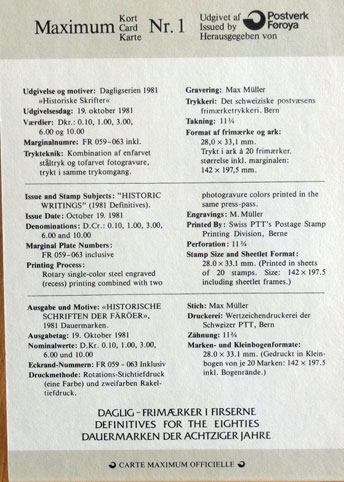 Maximum Kort Card Karte Nr. 1
Udgivet af
Issued by
Herausgegeben von
Postverk
Føroya
Udgivelse og motiver: Dagligserien 1981
«Historiske Skrifter«
Udgivelsesdag: 19. oktober 1981
Værdier: Dkr.: 0.10, 1.00, 3.00,
6.00 og 10.00
Marginalnumre: FR 059-063 inkl.
Trykteknik: Kombination af enfarvet
ståltryk og tofarvet fotogravure,
trykt i samme trykomgang.
Gravering: Max Müller
Trykkeri: Det schweiziske postvæsens
frimærketrykkeri. Bern
Takning: 11¾
Format af frimærke og ark:
28,0 × 33,1 mm.
Trykt i ark à 20 frimærker.
størrelse inkl. marginalen:
142 × 197,5 mm.
Issue and Stamp Subjects: "HISTORIC
WRITINGS" (1981 Definitives).
Issue Date: October 19. 1981
Denominations: D.Cr.: 0.10, 1.00, 3.00,
6.00 and 10.00
Marginal Plate Numbers:
FR 059-063 inclusive
Printing Process:
Rotary single-color steel engraved
(recess) printing combined with two
photogravure colors printed in the
same press-pass.
Engravings: M. Müller
Printed By: Swiss PTT's Postage Stamp
Printing Division, Berne
Perforation: 11¾
Stamp Size and Sheetlet Format:
28.0 × 33.1 mm. (Printed in sheets
of 20 stamps. Size: 142 × 197.5
including sheetlet frames.)
Ausgabe und Motive: «HISTORISCHE
SCHRIFTEN DER FÄRÖER«,
1981 Dauermarken.
Ausgabetag: 19. Oktober 1981
Nominalwerte: D.Kr. 0.10, 1.00, 3.00,
6.00 und 10.00
Eckrand-Nummern: FR 059 - 063 Inklusiv
Druckmethode: Rotations-Stichtiefdruck
(eine Farbe) und zweifarben Rakel-
tiefdruck.
Stich: Max Müller
Druckerei: Wertzeichendruckerei der
Schweizer PTT, Bern
Zähnung: 11¾
Marken- und Kleinbogenformate:
28.0 × 33.1 mm. (Gedruckt in Klein-
bogen von je 20 Marken: 142 × 197.5
inkl. Bogenrände.)
DAGLIG-FRIMÆRKER I FIRSERNE
DEFINITIVES FOR THE EIGHTIES
DAUERMARKEN DER ACHTZIGER JAHRE
CARTE MAXIMUM OFFICIELLE